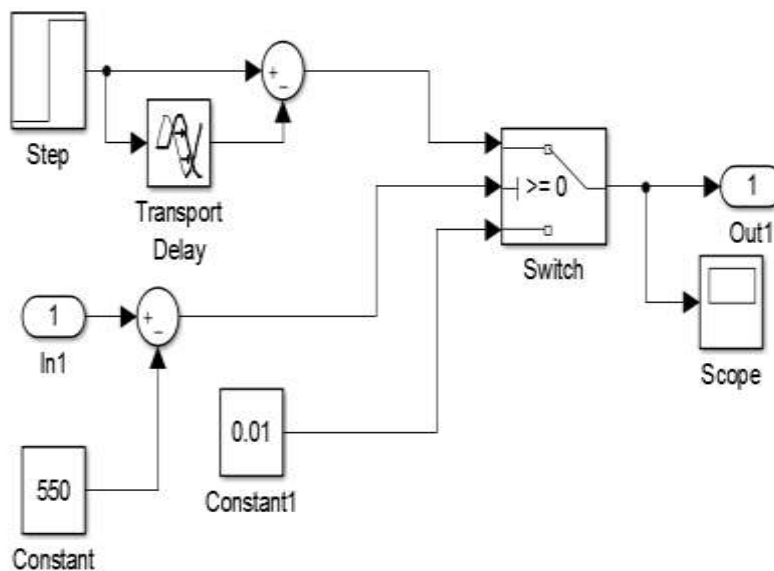 +
−
Step
Transport
Delay
>= 0
Switch
1
Out1
1
In1
+
−
Scope
0.01
Constant1
550
Constant